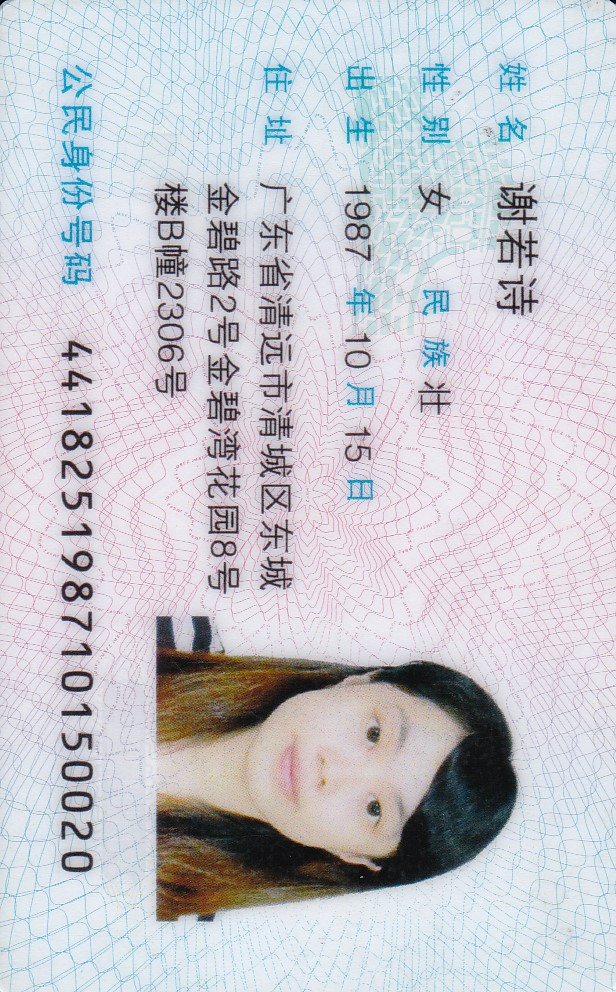 姓名 谢若诗
性别 女 民族 壮
出生 1987 年 10 月 15 日
住址 广东省清远市清城区东城
金碧路2号金碧湾花园8号
楼B幢2306号
公民身份号码 441825198710150020